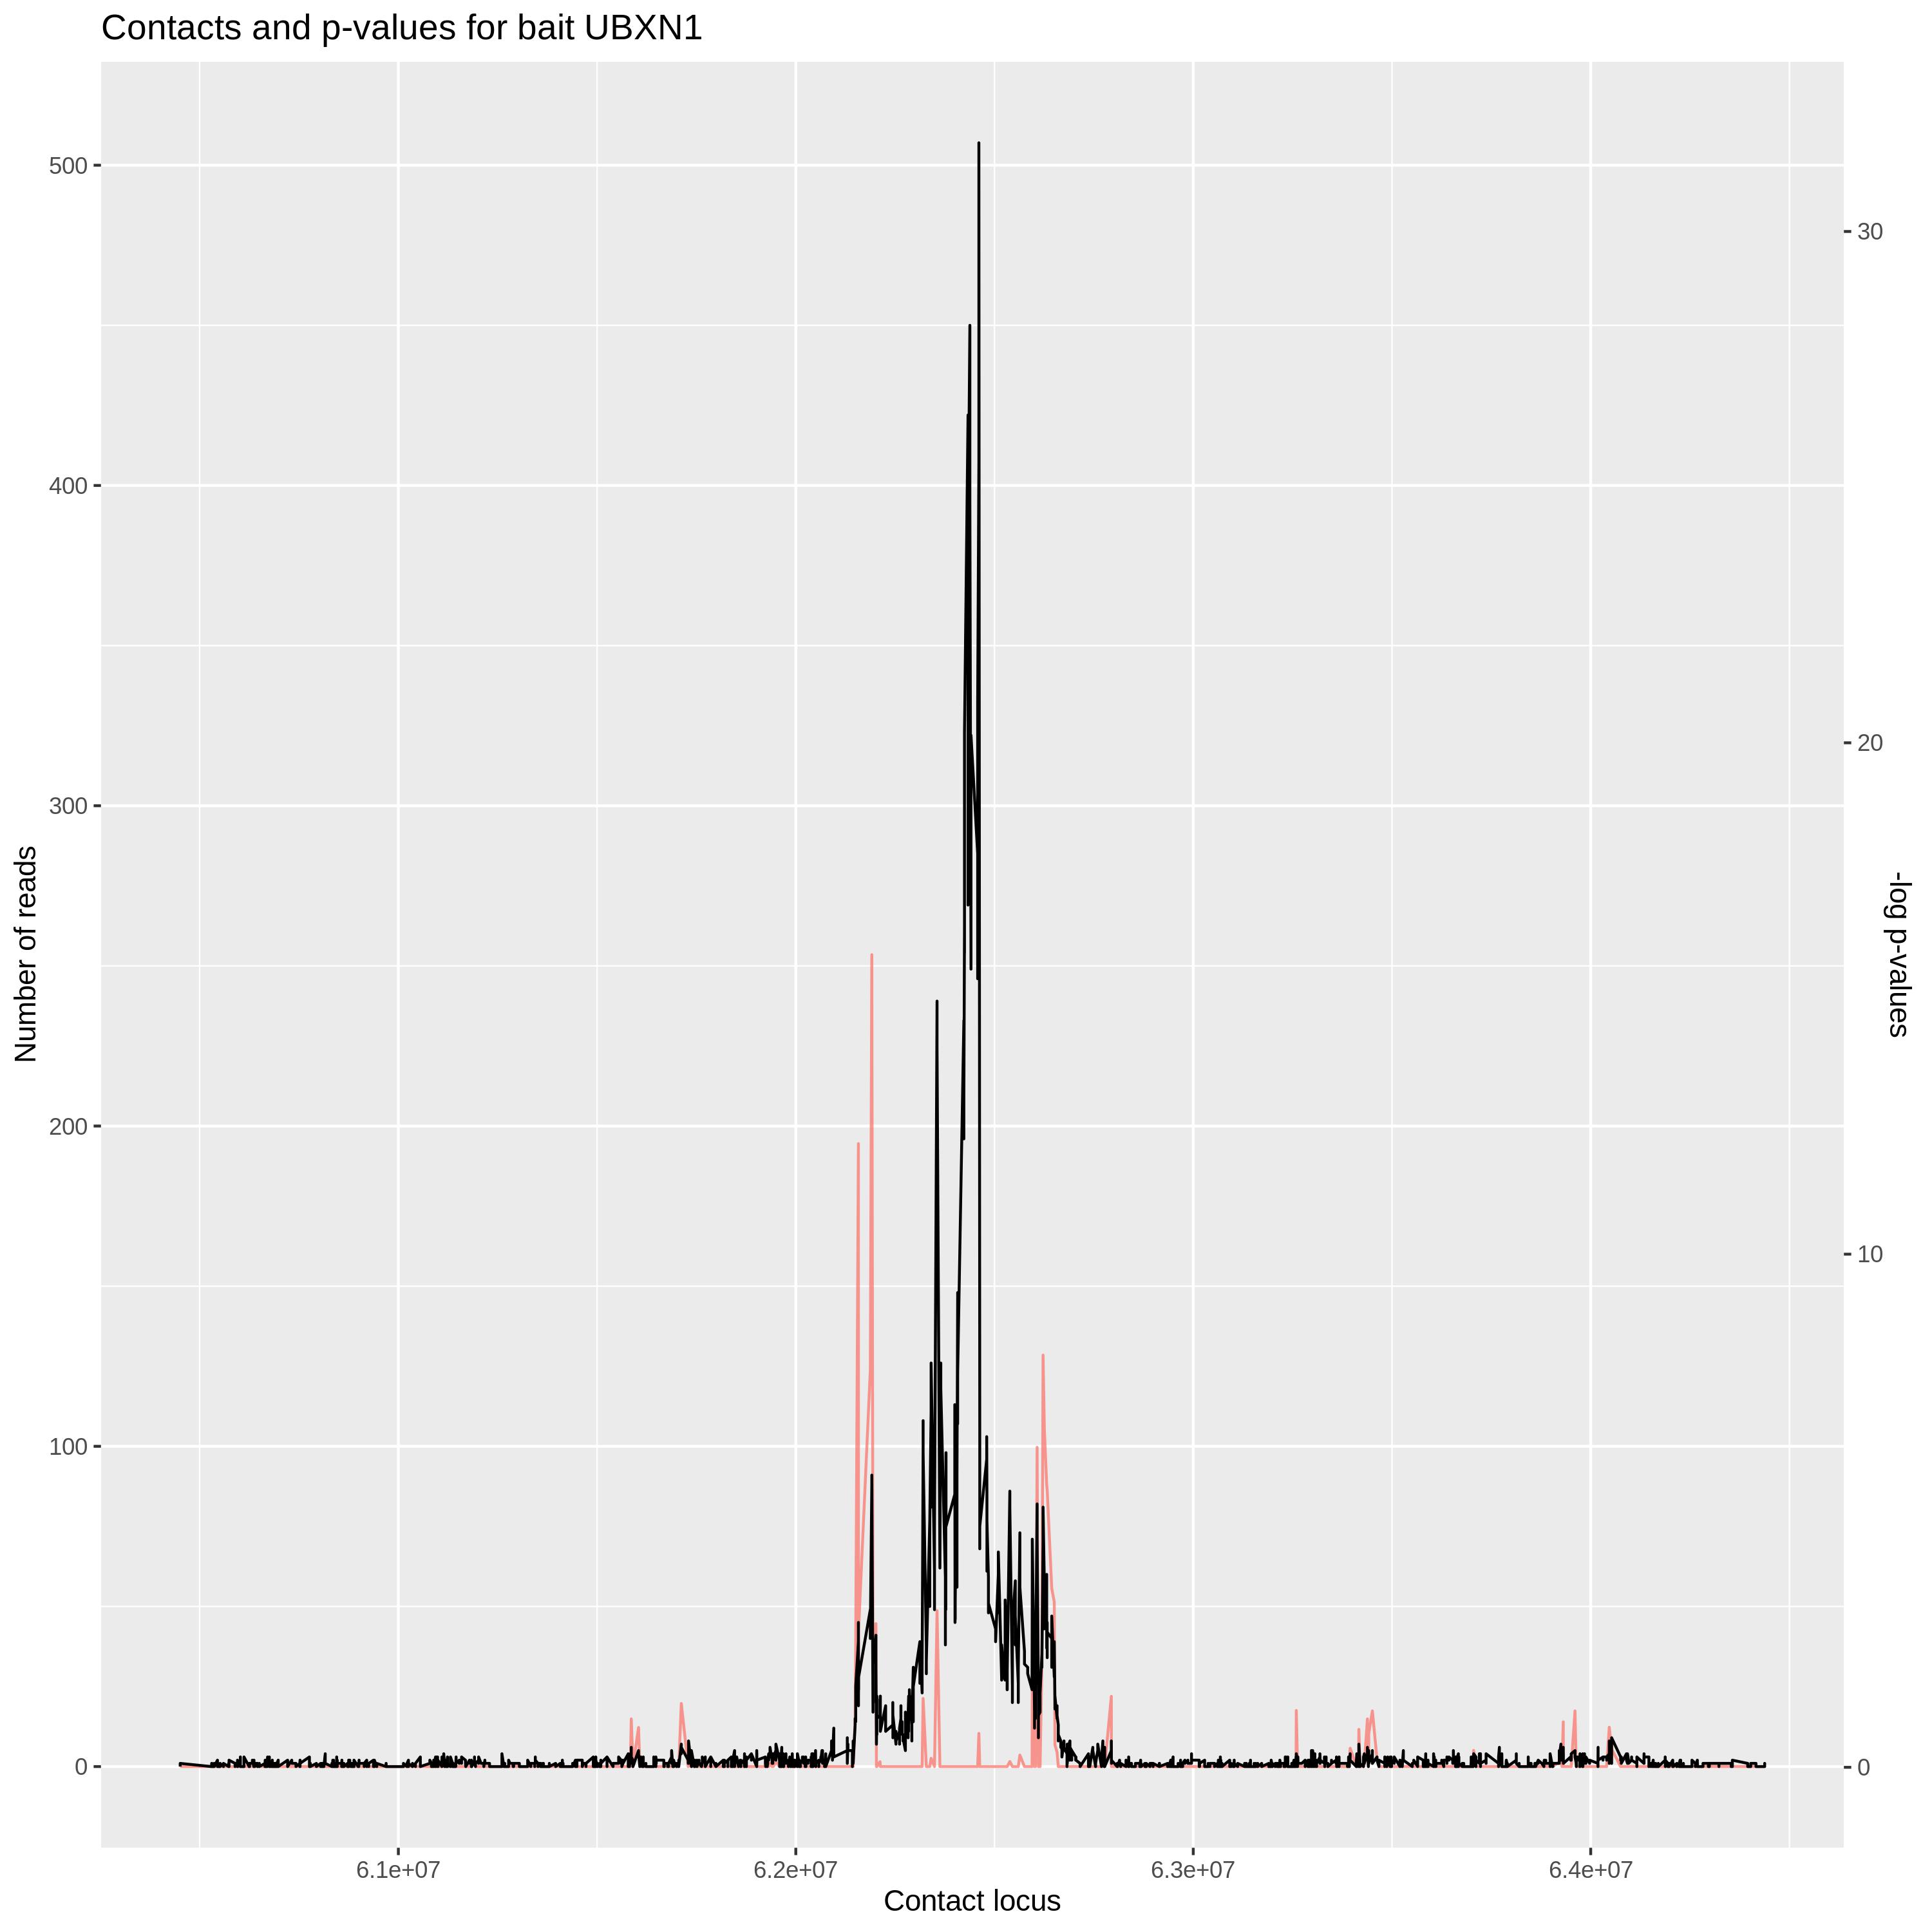 Contacts and p-values for bait UBXN1
500
400
300
200
100
0
Number of reads
30
20
10
0
-log p-values
6.1e+07 6.2e+07 6.3e+07 6.4e+07
Contact locus